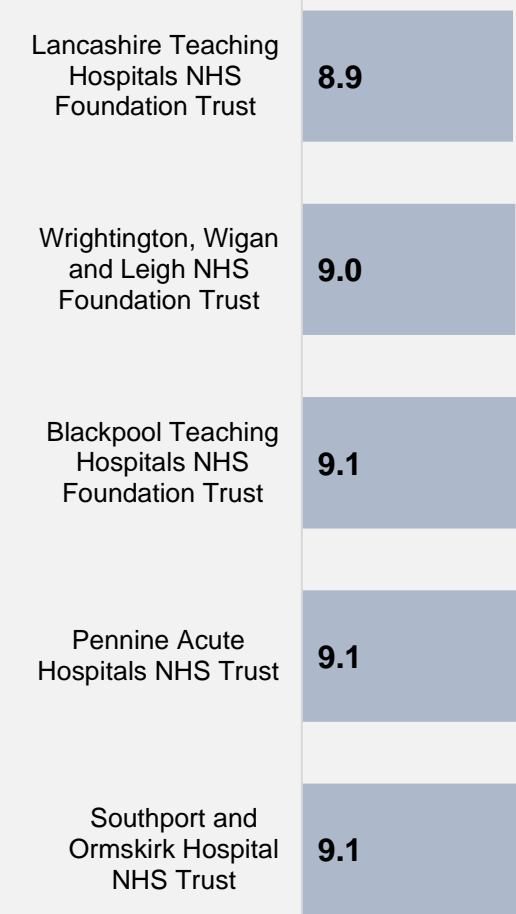 Lancashire Teaching
Hospitals NHS
Foundation Trust
8.9
Wrightington, Wigan
and Leigh NHS
Foundation Trust
9.0
Blackpool Teaching
Hospitals NHS
Foundation Trust
9.1
Pennine Acute
Hospitals NHS Trust
9.1
Southport and
Ormskirk Hospital
NHS Trust
9.1